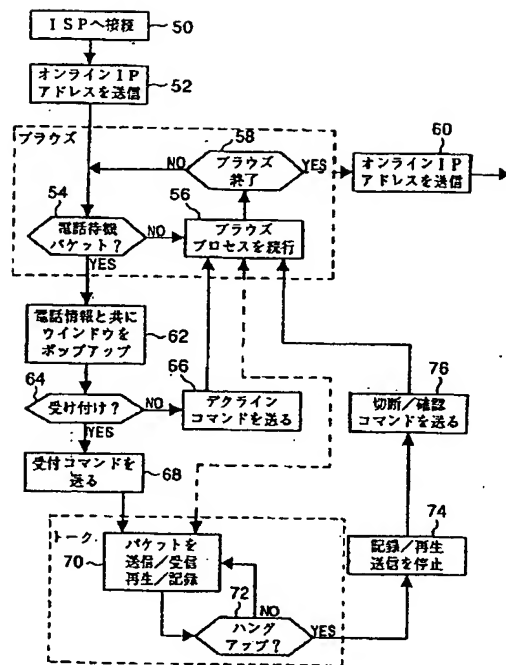 ISPへ接続
50
オンラインIP
アドレスを送信
52
ブラウズ
58
NO
ブラウズ
終了
YES
60
オンラインIP
アドレスを送信
54
電話待機
パケット?
NO
YES
56
ブラウズ
プロセスを続行
電話情報と共に
ウインドウを
ポップアップ
62
64
受け付け?
NO
YES
66
デクライン
コマンドを送る
76
切断/確認
コマンドを送る
受付コマンドを
送る
68
74
記録/再生
送信を停止
トーク
70
パケットを
送信/受信
再生/記録
72
NO
ハング
アップ?
YES